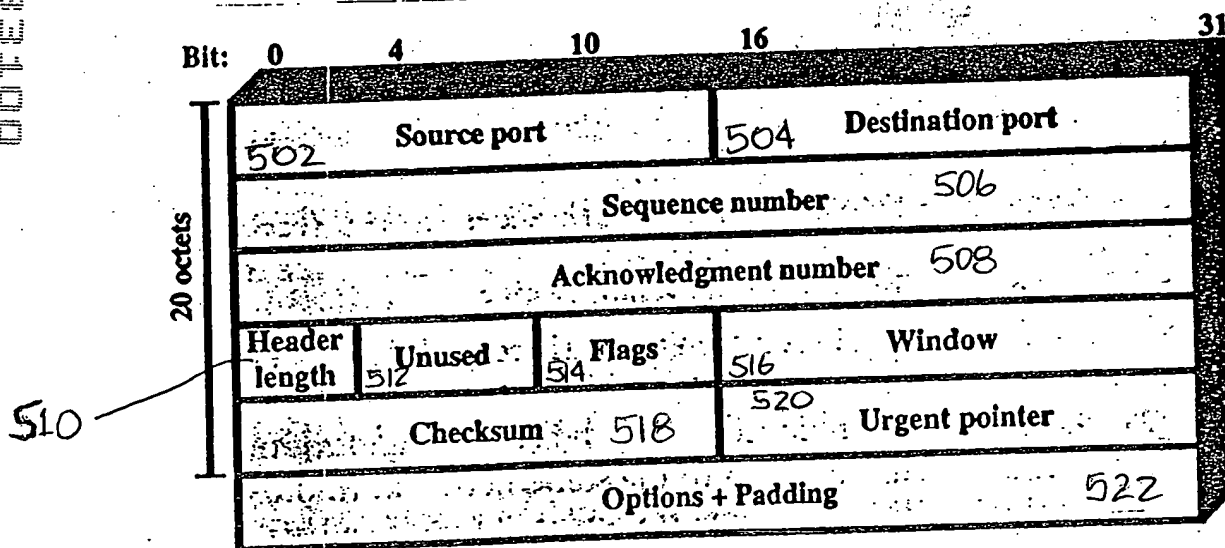 Bit: 0 4 10 16 31
Source port 502 504 Destination port
Sequence number 506
Acknowledgment number 508
20 octets
Header length Unused 512 Flags 514 Window 516
510
Checksum 518 520 Urgent pointer
Options + Padding 522